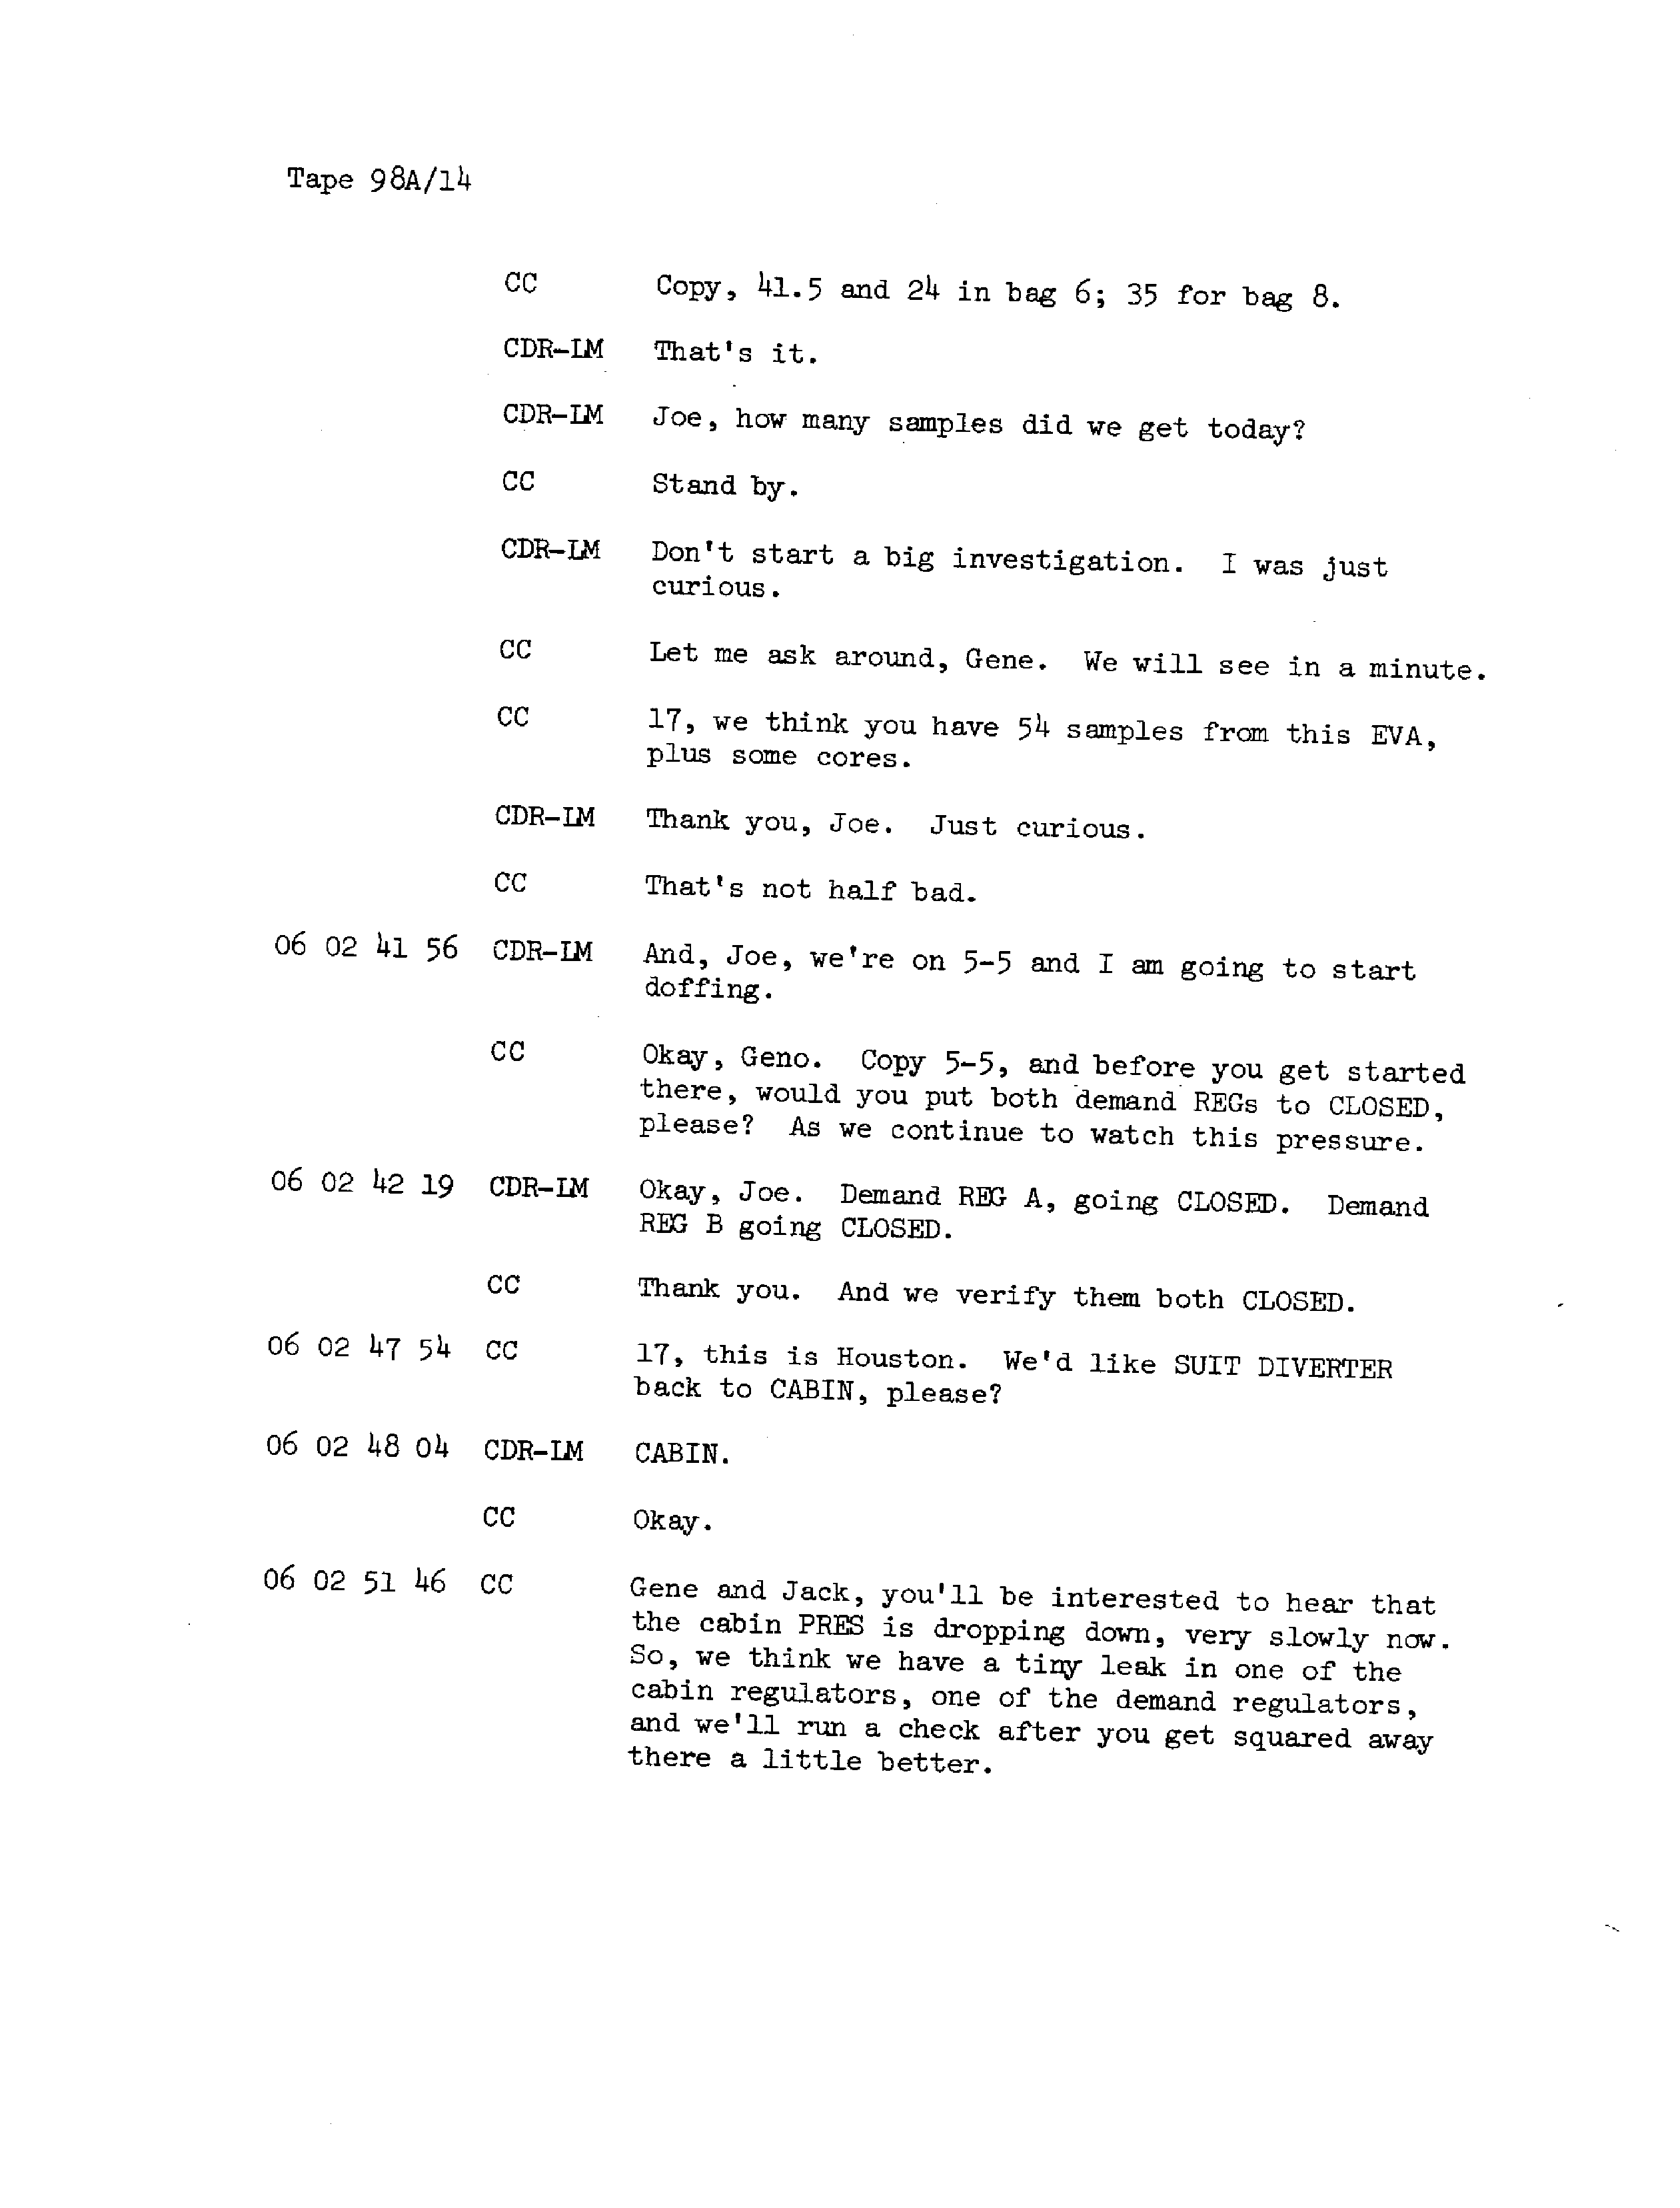 Tape 98A/14
CC Copy, 41.5 and 24 in bag 6; 35 for bag 8.
CDR-LM That's it.
CDR-LM Joe, how many samples did we get today?
CC Stand by.
CDR-LM Don't start a big investigation. I was just
curious.
CC Let me ask around, Gene. We will see in a minute.
CC 17, we think you have 54 samples from this EVA,
plus some cores.
CDR-LM Thank you, Joe. Just curious.
CC That's not half bad.
06 02 41 56 CDR-LM And, Joe, we're on 5-5 and I am going to start
doffing.
CC Okay, Geno. Copy 5-5, and before you get started
there, would you put both demand REGs to CLOSED,
please? As we continue to watch this pressure.
06 02 42 19 CDR-LM Okay, Joe. Demand REG A, going CLOSED. Demand
REG B going CLOSED.
CC Thank you. And we verify them both CLOSED.
06 02 47 54 CC 17, this is Houston. We'd like SUIT DIVERTER
back to CABIN, please?
06 02 48 04 CDR-LM CABIN.
CC Okay.
06 02 51 46 CC Gene and Jack, you'll be interested to hear that
the cabin PRES is dropping down, very slowly now.
So, we think we have a tiny leak in one of the
cabin regulators, one of the demand regulators,
and we'll run a check after you get squared away
there a little better.